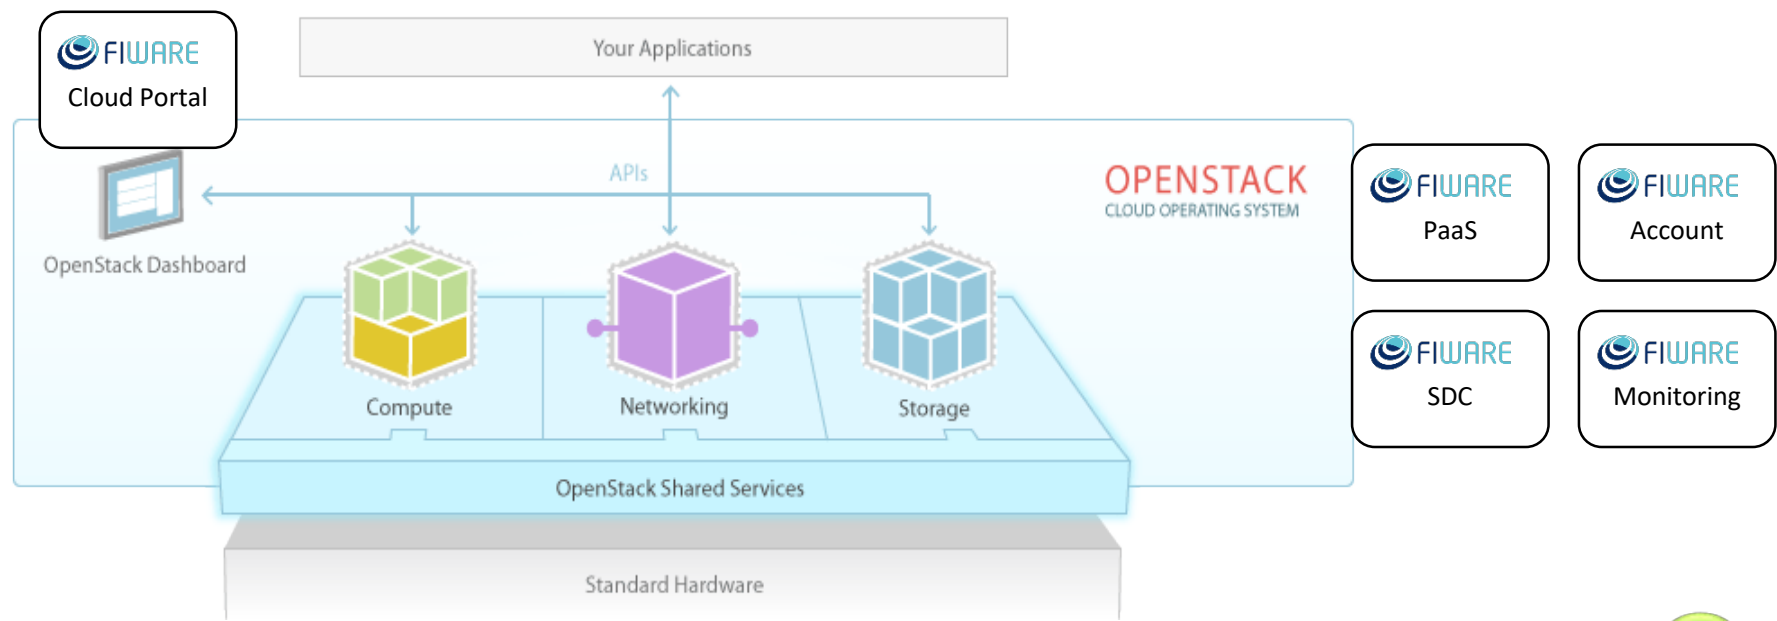 FIWARE
Cloud Portal
Your Applications
APIs
OPENSTACK
CLOUD OPERATING SYSTEM
FIWARE
PaaS
FIWARE
Account
OpenStack Dashboard
FIWARE
SDC
FIWARE
Monitoring
Compute
Networking
Storage
OpenStack Shared Services
Standard Hardware